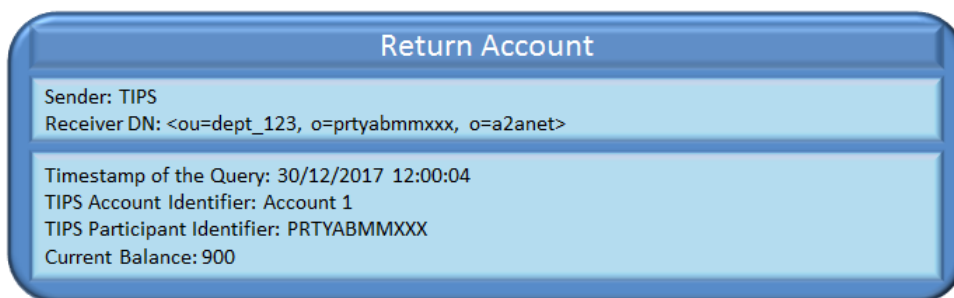 Return Account
Sender: TIPS
Receiver DN: <ou=dept_123, o=prtyabmmxxx, o=a2anet>
Timestamp of the Query: 30/12/2017 12:00:04
TIPS Account Identifier: Account 1
TIPS Participant Identifier: PRTYABMMXXX
Current Balance: 900